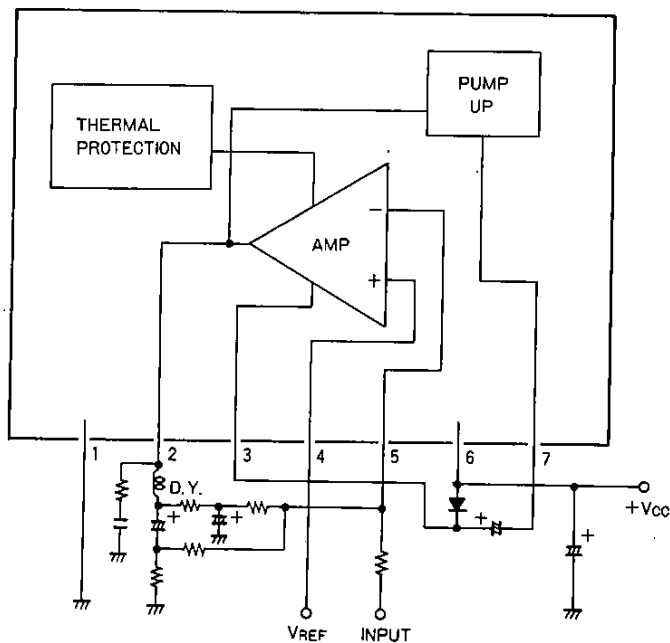 PUMP
UP
THERMAL
PROTECTION
AMP
−
+
1 2 3 4 5 6 7
D.Y.
+ +
+
+VCC
+
VREF INPUT